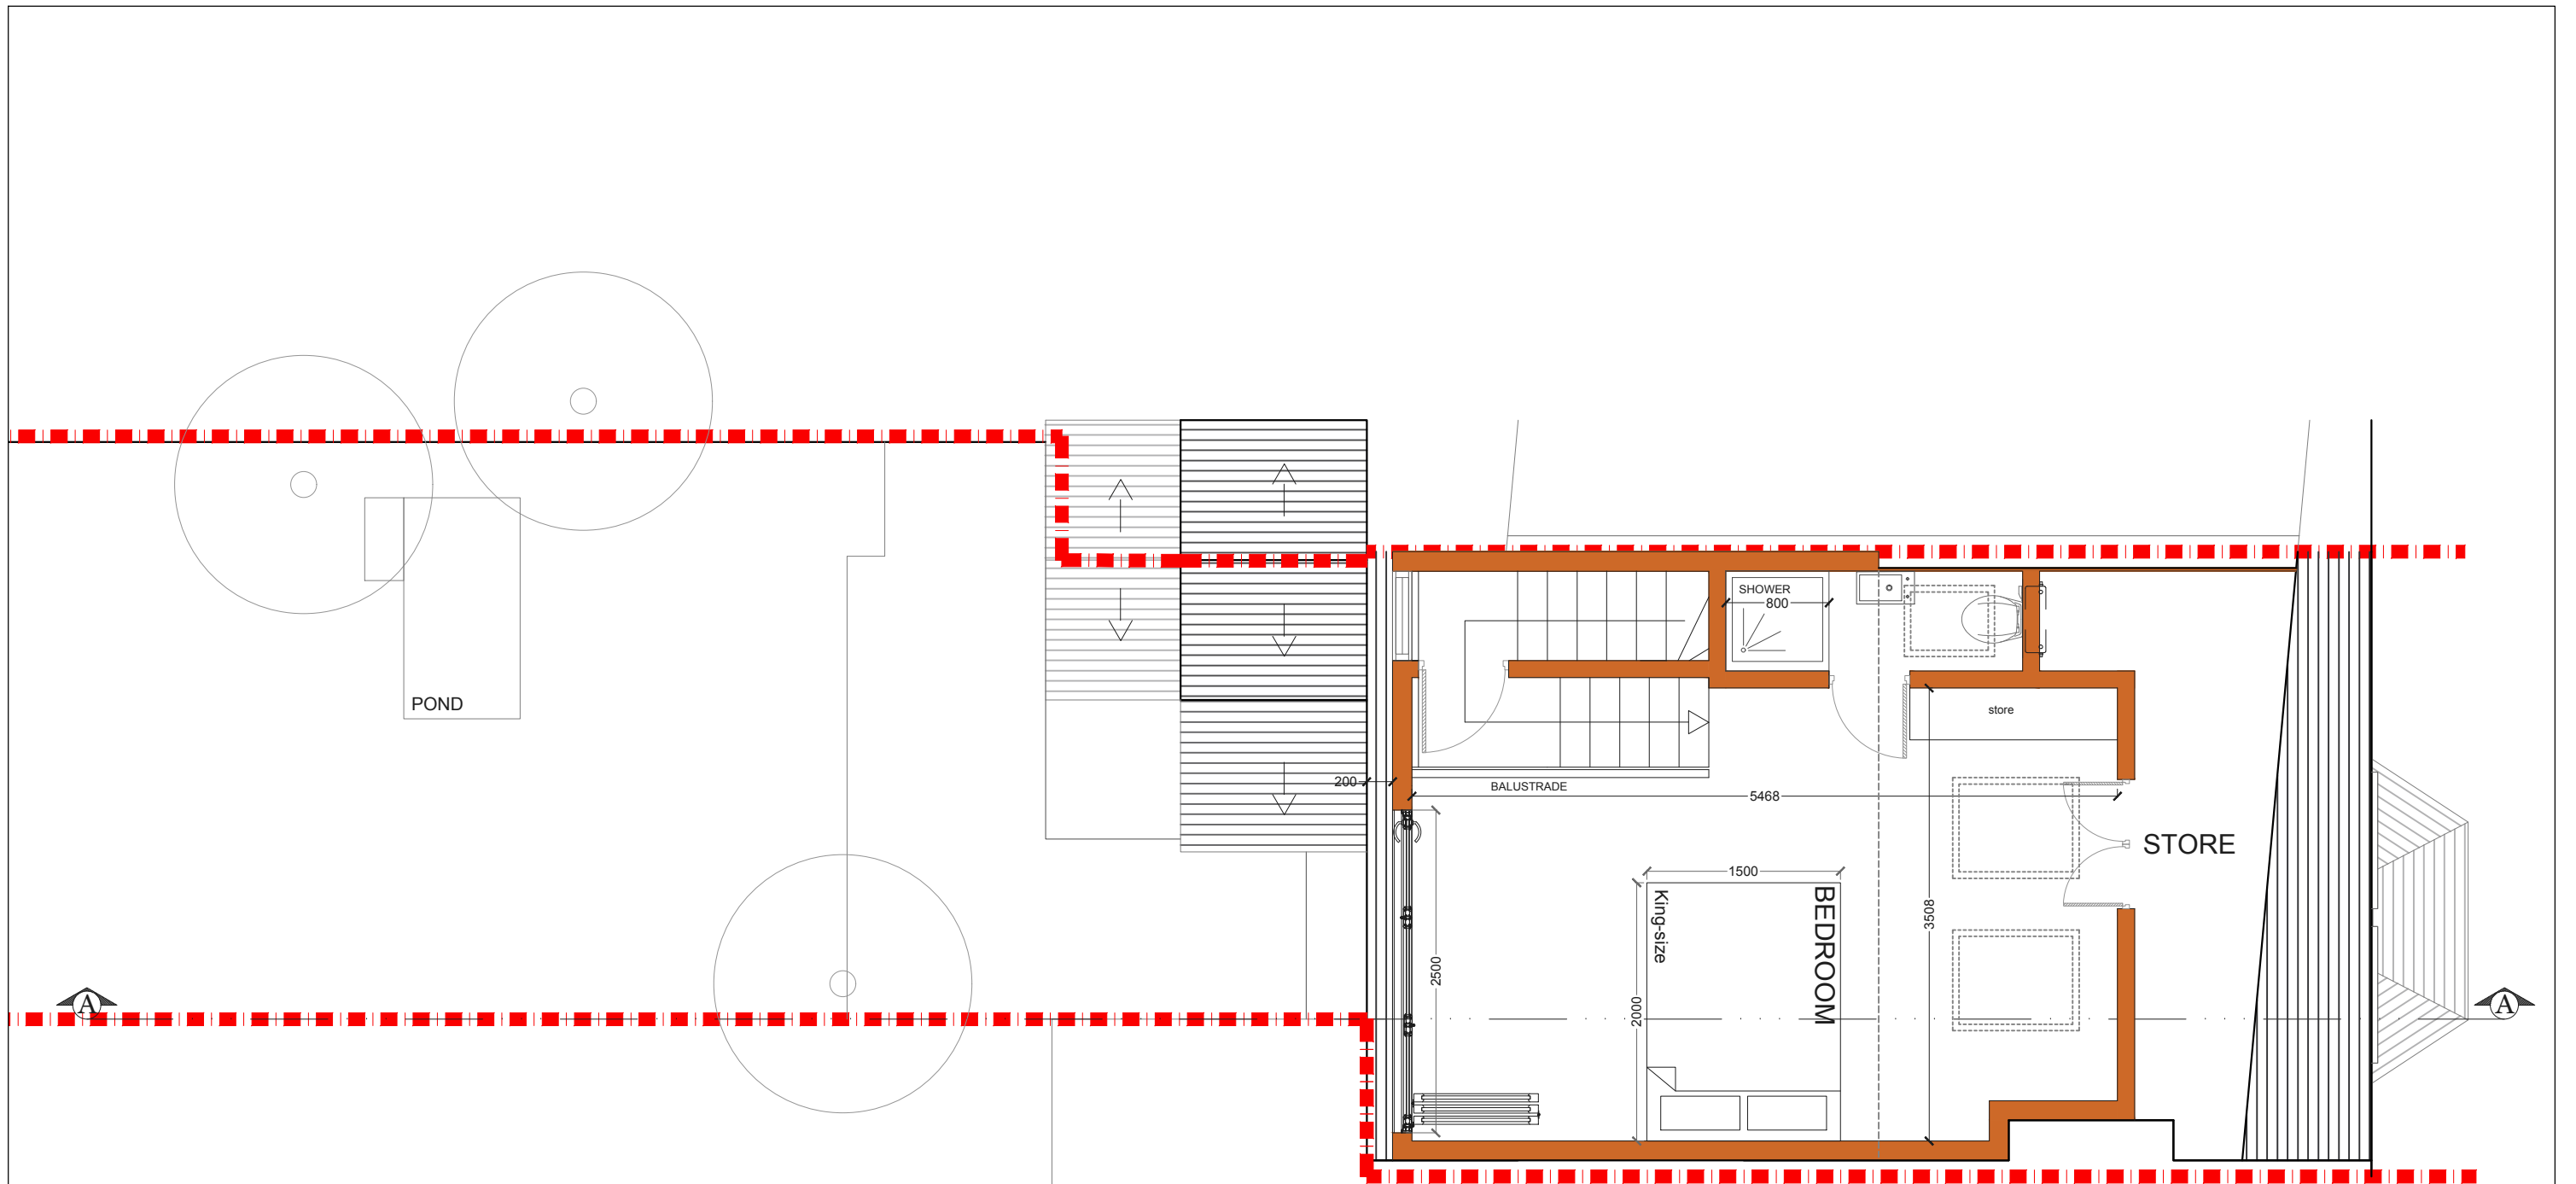 SHOWER
800
POND
store
200
BALUSTRADE
5468
STORE
1500
King-size
BEDROOM
3508
2500
2000
A
A